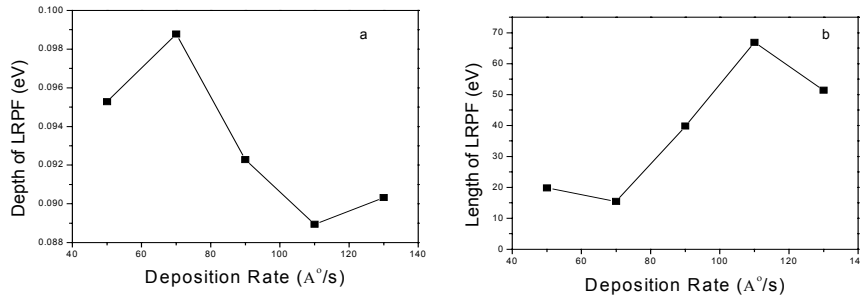 a
Depth of LRPF (eV)
0.100
0.098
0.096
0.094
0.092
0.090
0.088
40 60 80 100 120 140
Deposition Rate (A°/s)
b
Length of LRPF (eV)
70
60
50
40
30
20
10
0
40 60 80 100 120 140
Deposition Rate (A°/s)